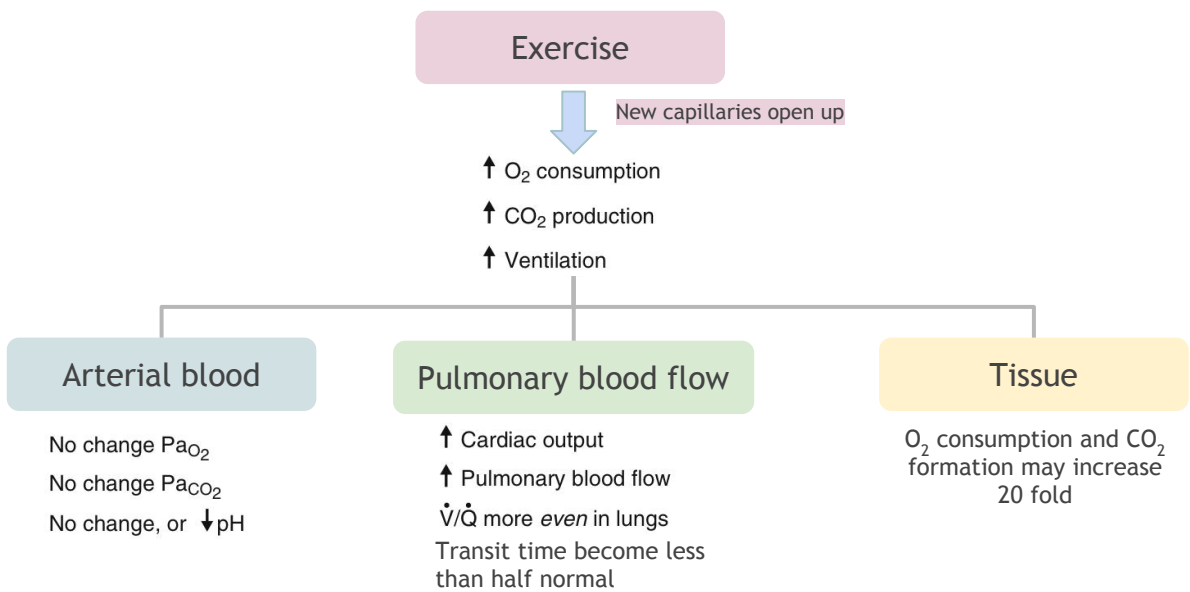 Exercise
New capillaries open up
↑ O₂ consumption
↑ CO₂ production
↑ Ventilation
Arterial blood
No change PaO₂
No change PaCO₂
No change, or ↓pH
Pulmonary blood flow
↑ Cardiac output
↑ Pulmonary blood flow
V̇/Q̇ more even in lungs
Transit time become less
than half normal
Tissue
O₂ consumption and CO₂
formation may increase
20 fold